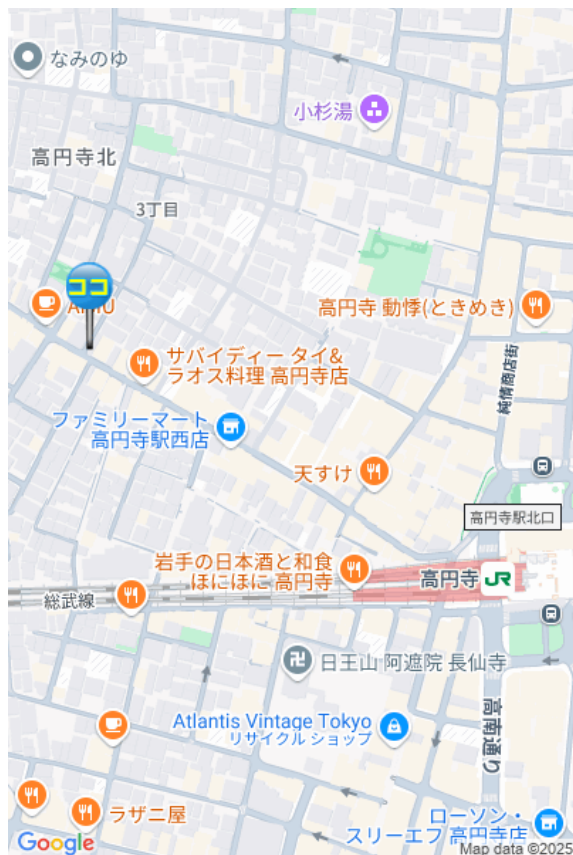 なみのゆ
小杉湯
高円寺北
3丁目
ココ
高円寺 動悸(ときめき)
サバイディー タイ&
ラオス料理 高円寺店
純情商店街
ファミリーマート
高円寺駅西店
天すけ
高円寺駅北口
岩手の日本酒と和食
ほにほに 高円寺
高円寺
JR
総武線
卍
日王山 阿遮院 長仙寺
Atlantis Vintage Tokyo
リサイクル ショップ
高南通り
ラザニ屋
ローソン・
スリーエフ 高円寺店
Google
Map data ©2025